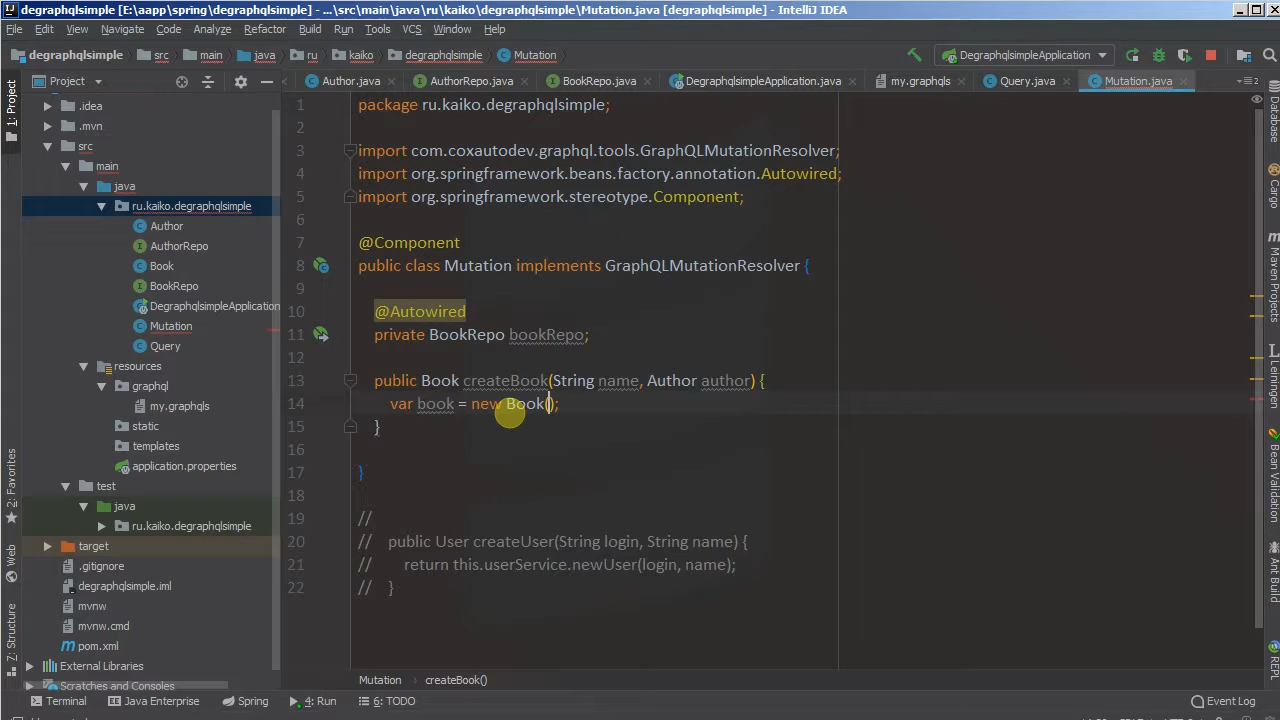 degraphqlsimple [E:\aapp\spring\degraphqlsimple] - ...\src\main\java\ru\kaiko\degraphqlsimple\Mutation.java [degraphqlsimple] - IntelliJ IDEA
File Edit View Navigate Code Analyze Refactor Build Run Tools VCS Window Help
degraphqlsimple src main java ru kaiko degraphqlsimple Mutation DegraphqlsimpleApplication
Project Author.java AuthorRepo.java BookRepo.java DegraphqlsimpleApplication.java my.graphqls Query.java Mutation.java
1: Project
2: Favorites
Web
Z: Structure
.idea
.mvn
src
main
java
ru.kaiko.degraphqlsimple
Author
AuthorRepo
Book
BookRepo
DegraphqlsimpleApplication
Mutation
Query
resources
graphql
my.graphqls
static
templates
application.properties
test
java
ru.kaiko.degraphqlsimple
target
.gitignore
degraphqlsimple.iml
mvnw
mvnw.cmd
pom.xml
External Libraries
Scratches and Consoles
1 package ru.kaiko.degraphqlsimple;
2
3 import com.coxautodev.graphql.tools.GraphQLMutationResolver;
4 import org.springframework.beans.factory.annotation.Autowired;
5 import org.springframework.stereotype.Component;
6
7 @Component
8 public class Mutation implements GraphQLMutationResolver {
9
10 @Autowired
11 private BookRepo bookRepo;
12
13 public Book createBook(String name, Author author) {
14 var book = new Book();
15 }
16
17 }
18
19 //
20 // public User createUser(String login, String name) {
21 // return this.userService.newUser(login, name);
22 // }
Database
Cargo
Maven Projects
Leiningen
Bean Validation
Ant Build
REPL
Mutation › createBook()
Terminal Java Enterprise Spring 4: Run 6: TODO Event Log